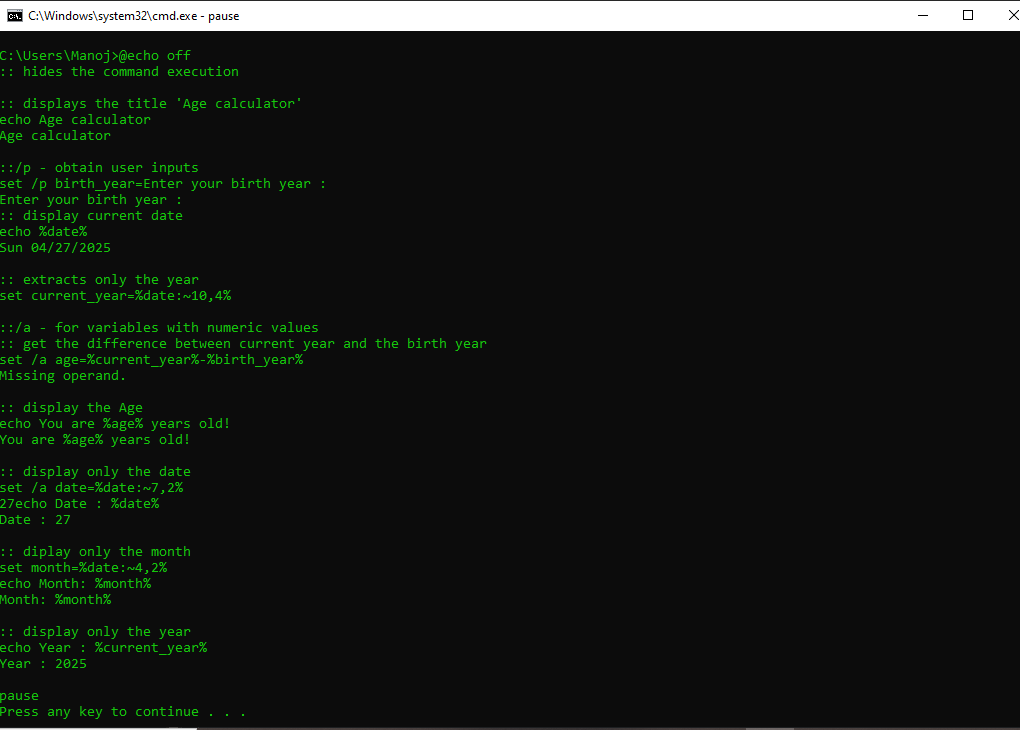 C:\Windows\system32\cmd.exe - pause
C:\Users\Manoj>@echo off
:: hides the command execution
:: displays the title 'Age calculator'
echo Age calculator
Age calculator
::/p - obtain user inputs
set /p birth_year=Enter your birth year :
Enter your birth year :
:: display current date
echo %date%
Sun 04/27/2025
:: extracts only the year
set current_year=%date:~10,4%
::/a - for variables with numeric values
:: get the difference between current year and the birth year
set /a age=%current_year%-%birth_year%
Missing operand.
:: display the Age
echo You are %age% years old!
You are %age% years old!
:: display only the date
set /a date=%date:~7,2%
27echo Date : %date%
Date : 27
:: diplay only the month
set month=%date:~4,2%
echo Month: %month%
Month: %month%
:: display only the year
echo Year : %current_year%
Year : 2025
pause
Press any key to continue . . .